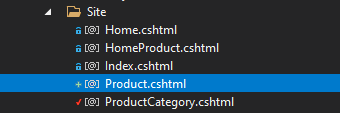 Site
[@] Home.cshtml
[@] HomeProduct.cshtml
[@] Index.cshtml
+ [@] Product.cshtml
[@] ProductCategory.cshtml